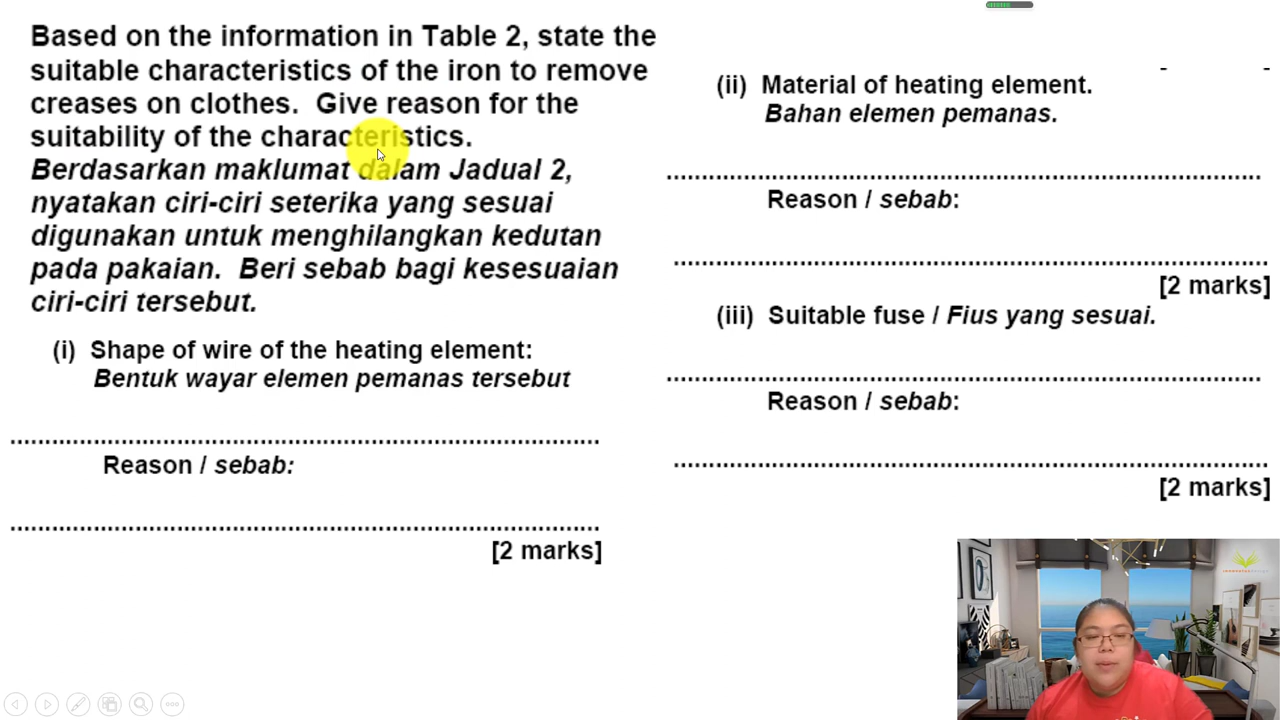 Based on the information in Table 2, state the
suitable characteristics of the iron to remove
creases on clothes.  Give reason for the
suitability of the characteristics.
Berdasarkan maklumat dalam Jadual 2,
nyatakan ciri-ciri seterika yang sesuai
digunakan untuk menghilangkan kedutan
pada pakaian.  Beri sebab bagi kesesuaian
ciri-ciri tersebut.
(i)  Shape of wire of the heating element:
Bentuk wayar elemen pemanas tersebut
......................................................................................
Reason / sebab:
......................................................................................
[2 marks]
(ii)  Material of heating element.
Bahan elemen pemanas.
......................................................................................
Reason / sebab:
......................................................................................
[2 marks]
(iii)  Suitable fuse / Fius yang sesuai.
......................................................................................
Reason / sebab:
......................................................................................
[2 marks]